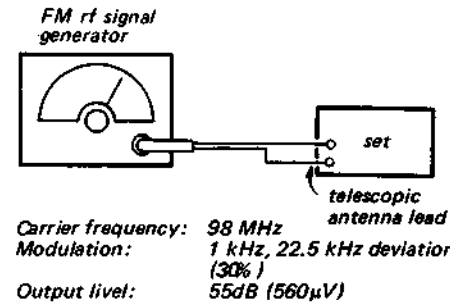 FM rf signal
generator
set
telescopic
antenna lead
Carrier frequency: 98 MHz
Modulation: 1 kHz, 22.5 kHz deviation
(30%)
Output livel: 55dB (560μV)